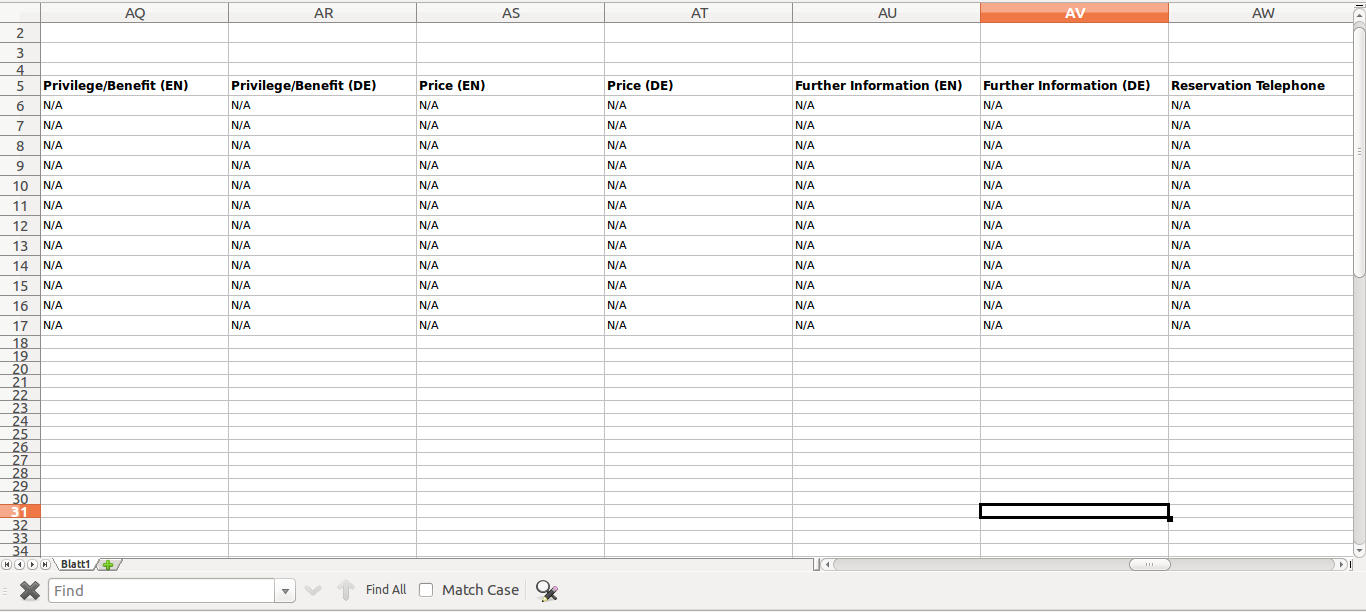 AQ AR AS AT AU AV AW
2
3
4
5 Privilege/Benefit (EN) Privilege/Benefit (DE) Price (EN) Price (DE) Further Information (EN) Further Information (DE) Reservation Telephone
6 N/A N/A N/A N/A N/A N/A N/A
7 N/A N/A N/A N/A N/A N/A N/A
8 N/A N/A N/A N/A N/A N/A N/A
9 N/A N/A N/A N/A N/A N/A N/A
10 N/A N/A N/A N/A N/A N/A N/A
11 N/A N/A N/A N/A N/A N/A N/A
12 N/A N/A N/A N/A N/A N/A N/A
13 N/A N/A N/A N/A N/A N/A N/A
14 N/A N/A N/A N/A N/A N/A N/A
15 N/A N/A N/A N/A N/A N/A N/A
16 N/A N/A N/A N/A N/A N/A N/A
17 N/A N/A N/A N/A N/A N/A N/A
18
19
20
21
22
23
24
25
26
27
28
29
30
31
32
33
34
Blatt1
Find Find All Match Case